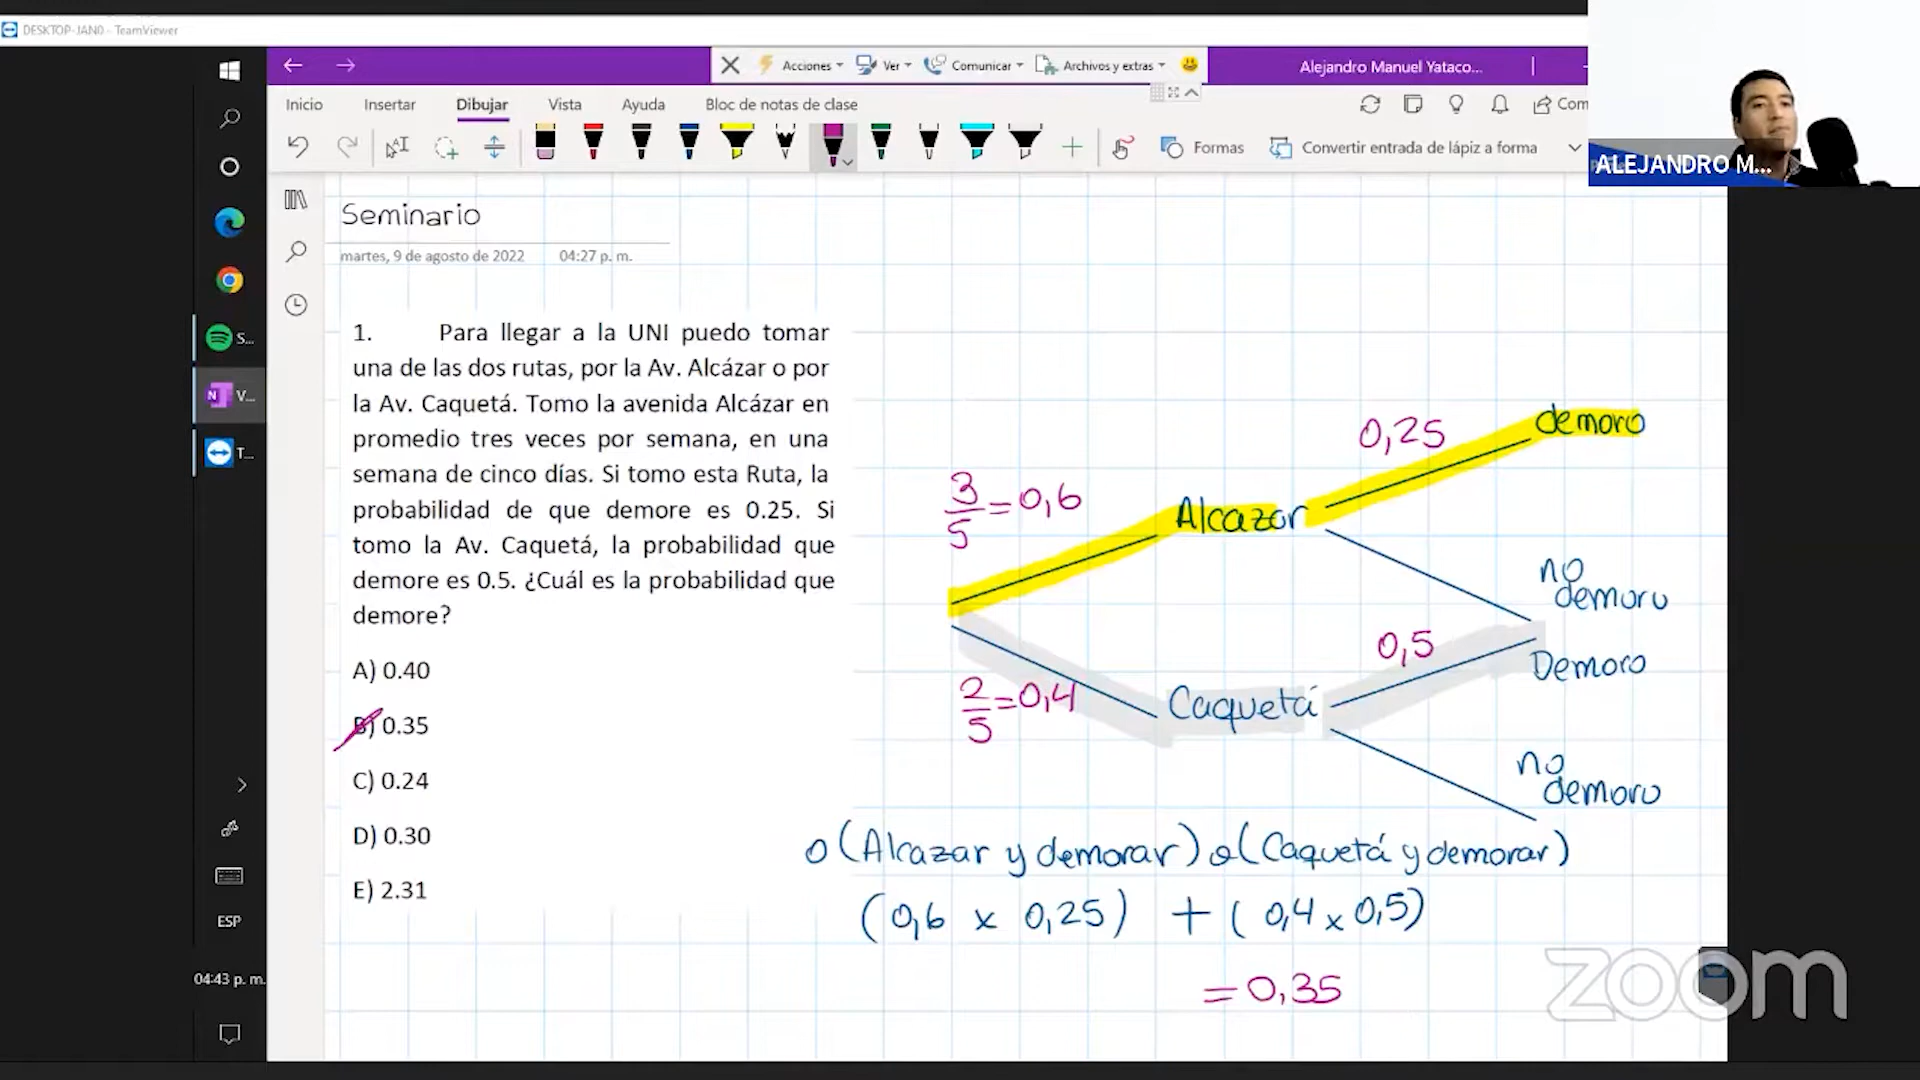 DESKTOP-JAND - TeamViewer
Acciones
Ver
Comunicar
Archivos y extras
Alejandro Manuel Yataco...
Inicio
Insertar
Dibujar
Vista
Ayuda
Bloc de notas de clase
Com
Formas
Convertir entrada de lápiz a forma
ALEJANDRO M...
Seminario
martes, 9 de agosto de 2022 04:27 p. m.
S...
V...
T...
1. Para llegar a la UNI puedo tomar
una de las dos rutas, por la Av. Alcázar o por
la Av. Caquetá. Tomo la avenida Alcázar en
promedio tres veces por semana, en una
semana de cinco días. Si tomo esta Ruta, la
probabilidad de que demore es 0.25. Si
tomo la Av. Caquetá, la probabilidad que
demore es 0.5. ¿Cuál es la probabilidad que
demore?
A) 0.40
B) 0.35
C) 0.24
D) 0.30
E) 2.31
3/5 = 0,6
Alcazar
0,25
demoro
no
demoro
2/5 = 0,4
Caquetá
0,5
Demoro
no
demoro
(Alcazar y demorar) o (Caquetá y demorar)
(0,6 x 0,25) + (0,4 x 0,5)
= 0,35
ESP
04:43 p. m.
zoom